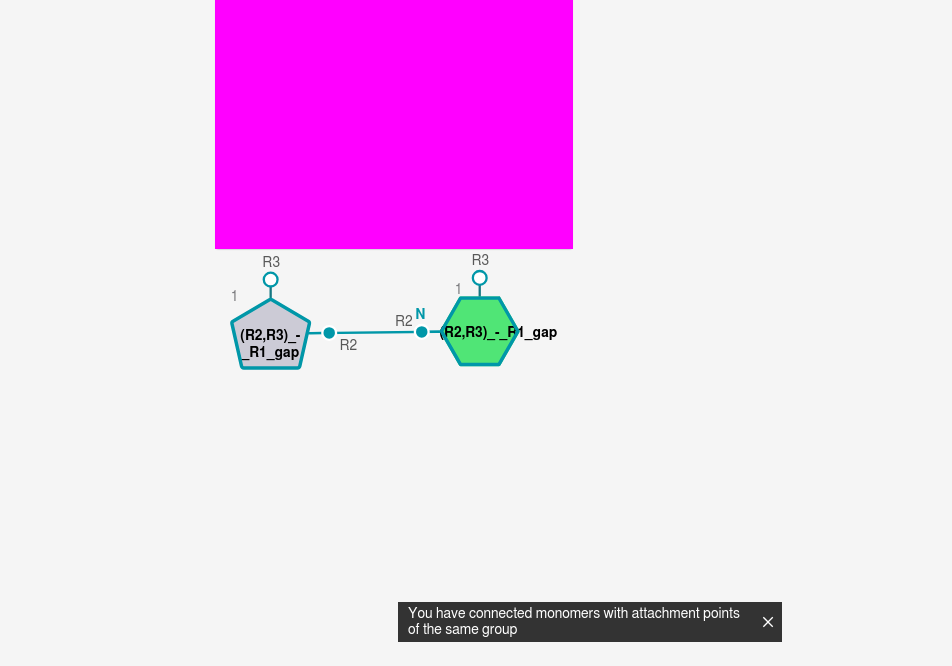 R3
R3
1
1
N
R2
(R2,R3)_-
_R1_gap
R2
(R2,R3)_-_R1_gap
You have connected monomers with attachment points
of the same group